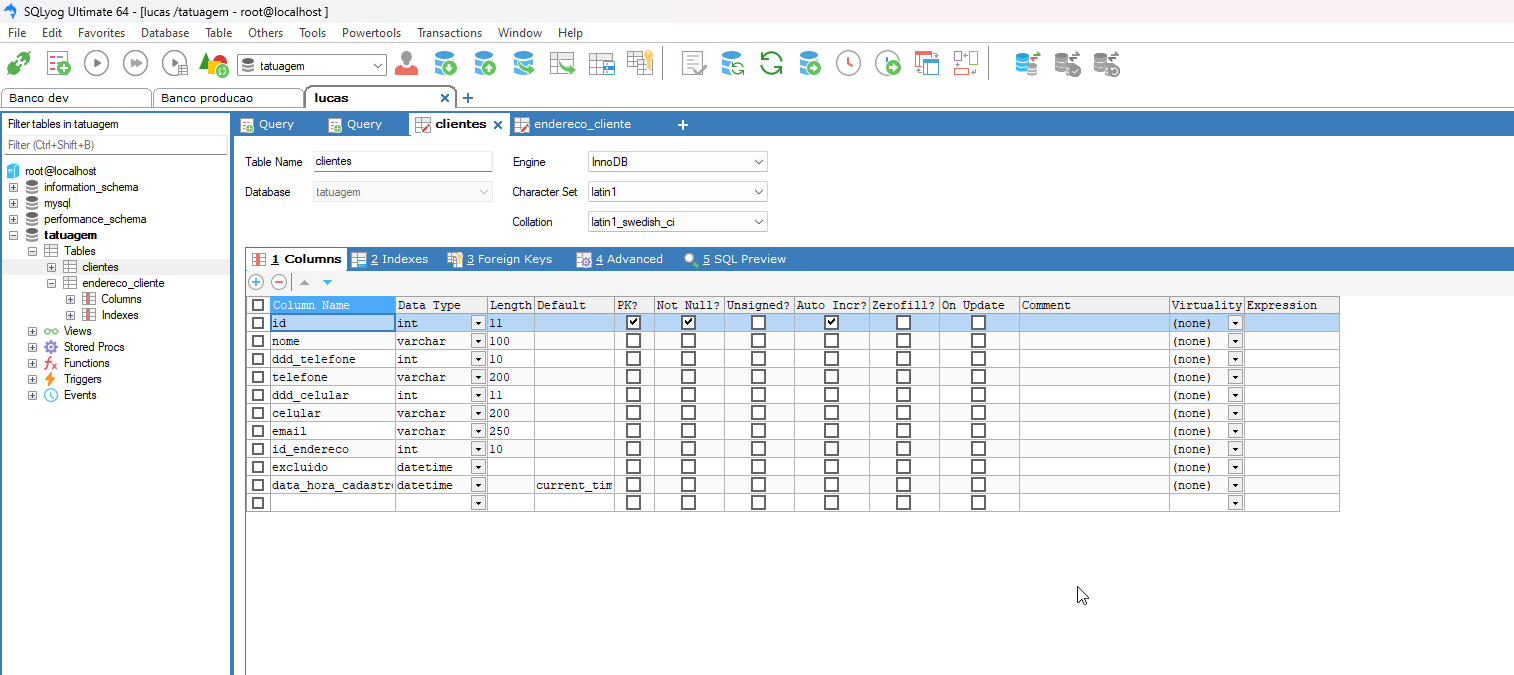 SQLyog Ultimate 64 - [lucas /tatuagem - root@localhost ]
File Edit Favorites Database Table Others Tools Powertools Transactions Window Help
tatuagem
Banco dev Banco producao lucas
Filter tables in tatuagem
Filter (Ctrl+Shift+B)
root@localhost
information_schema
mysql
performance_schema
tatuagem
Tables
clientes
endereco_cliente
Columns
Indexes
Views
Stored Procs
Functions
Triggers
Events
Query Query clientes endereco_cliente
Table Name clientes Engine InnoDB
Database tatuagem Character Set latin1
Collation latin1_swedish_ci
1 Columns 2 Indexes 3 Foreign Keys 4 Advanced 5 SQL Preview
Column Name Data Type Length Default PK? Not Null? Unsigned? Auto Incr? Zerofill? On Update Comment Virtuality Expression
id int 11 (none)
nome varchar 100 (none)
ddd_telefone int 10 (none)
telefone varchar 200 (none)
ddd_celular int 11 (none)
celular varchar 200 (none)
email varchar 250 (none)
id_endereco int 10 (none)
excluido datetime (none)
data_hora_cadastro datetime current_tim (none)